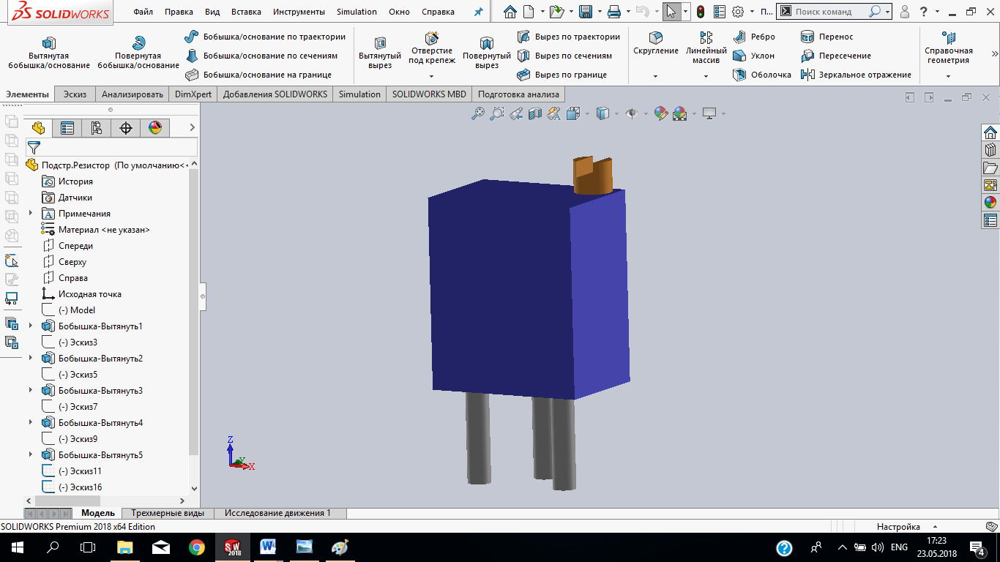 SOLIDWORKS Файл Правка Вид Вставка Инструменты Simulation Окно Справка П... Поиск команд
Вытянутая бобышка/основание
Повернутая бобышка/основание
Бобышка/основание по траектории
Бобышка/основание по сечениям
Бобышка/основание на границе
Вытянутый вырез
Отверстие под крепеж
Повернутый вырез
Вырез по траектории
Вырез по сечениям
Вырез по границе
Скругление
Линейный массив
Ребро
Уклон
Оболочка
Перенос
Пересечение
Зеркальное отражение
Справочная геометрия
Элементы Эскиз Анализировать DimXpert Добавления SOLIDWORKS Simulation SOLIDWORKS MBD Подготовка анализа
Подстр.Резистор (По умолчанию<<
История
Датчики
Примечания
Материал <не указан>
Спереди
Сверху
Справа
Исходная точка
(-) Model
Бобышка-Вытянуть1
(-) Эскиз3
Бобышка-Вытянуть2
(-) Эскиз5
Бобышка-Вытянуть3
(-) Эскиз7
Бобышка-Вытянуть4
(-) Эскиз9
Бобышка-Вытянуть5
(-) Эскиз11
(-) Эскиз16
Z
Y
X
Модель Трехмерные виды Исследование движения 1
SOLIDWORKS Premium 2018 x64 Edition Настройка
SW 2018
ENG
17:23
23.05.2018
4